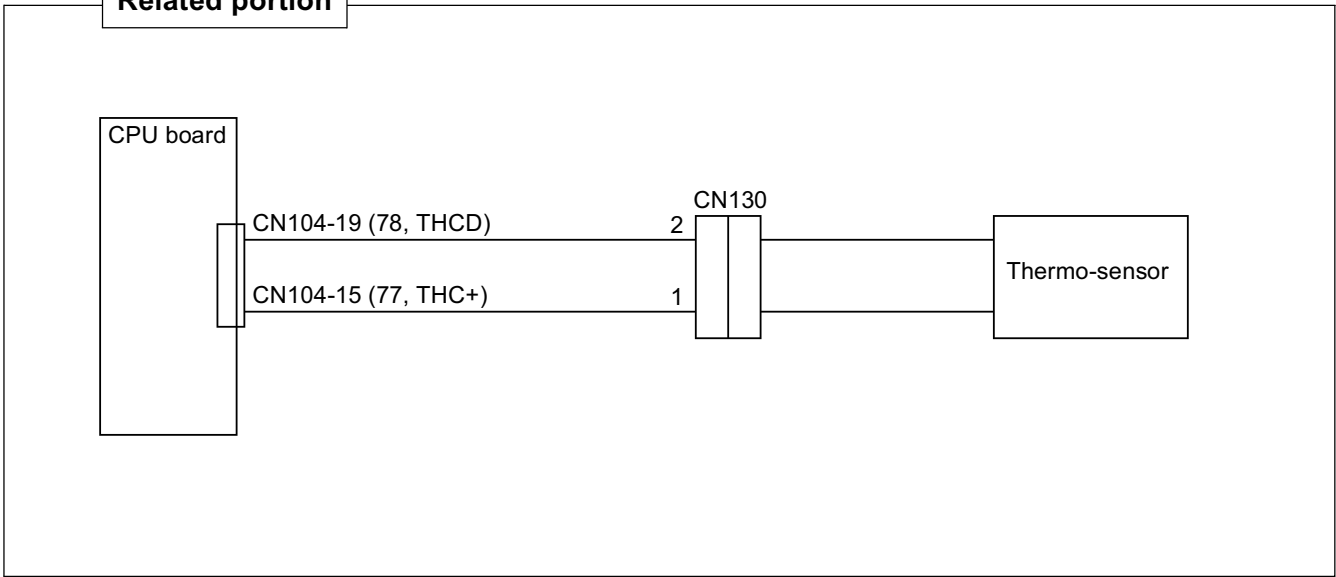 Related portion
CPU board
CN130
CN104-19 (78, THCD)
2
Thermo-sensor
CN104-15 (77, THC+)
1